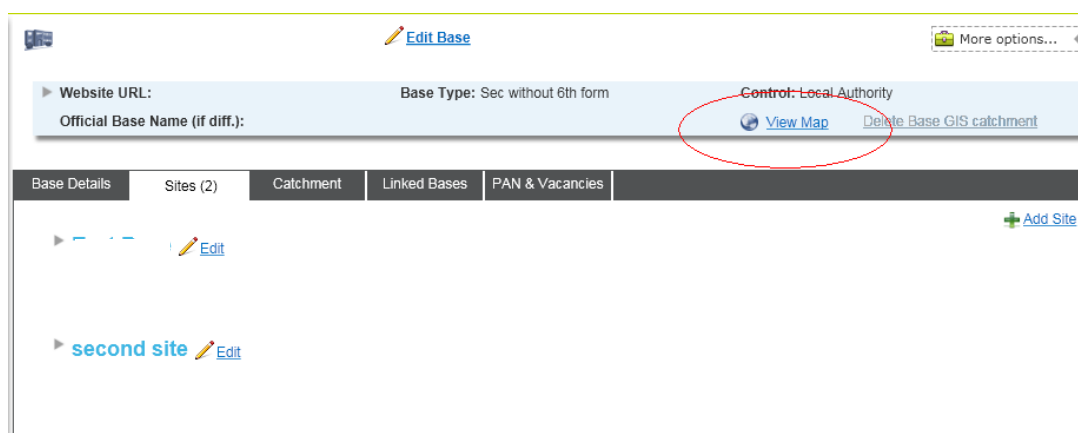 Edit Base
More options...
Website URL: Base Type: Sec without 6th form Control: Local Authority
Official Base Name (if diff.): View Map Delete Base GIS catchment
Base Details Sites (2) Catchment Linked Bases PAN & Vacancies
Add Site
Edit
second site Edit